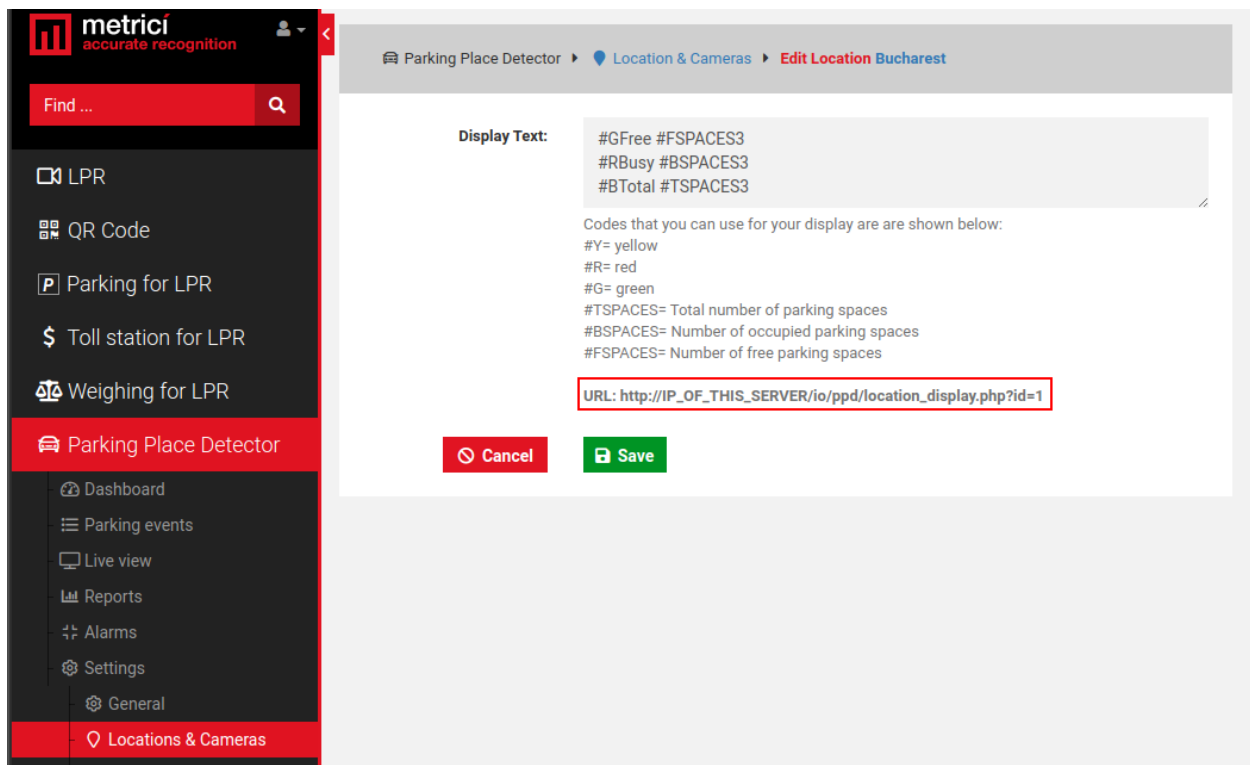 metricí
accurate recognition
Find ...
LPR
QR Code
P Parking for LPR
$ Toll station for LPR
Weighing for LPR
Parking Place Detector
Dashboard
Parking events
Live view
Reports
Alarms
Settings
General
Locations & Cameras
Parking Place Detector Location & Cameras Edit Location Bucharest
Display Text:
#GFree #FSPACES3
#RBusy #BSPACES3
#BTotal #TSPACES3
Codes that you can use for your display are are shown below:
#Y= yellow
#R= red
#G= green
#TSPACES= Total number of parking spaces
#BSPACES= Number of occupied parking spaces
#FSPACES= Number of free parking spaces
URL: http://IP_OF_THIS_SERVER/io/ppd/location_display.php?id=1
Cancel
Save